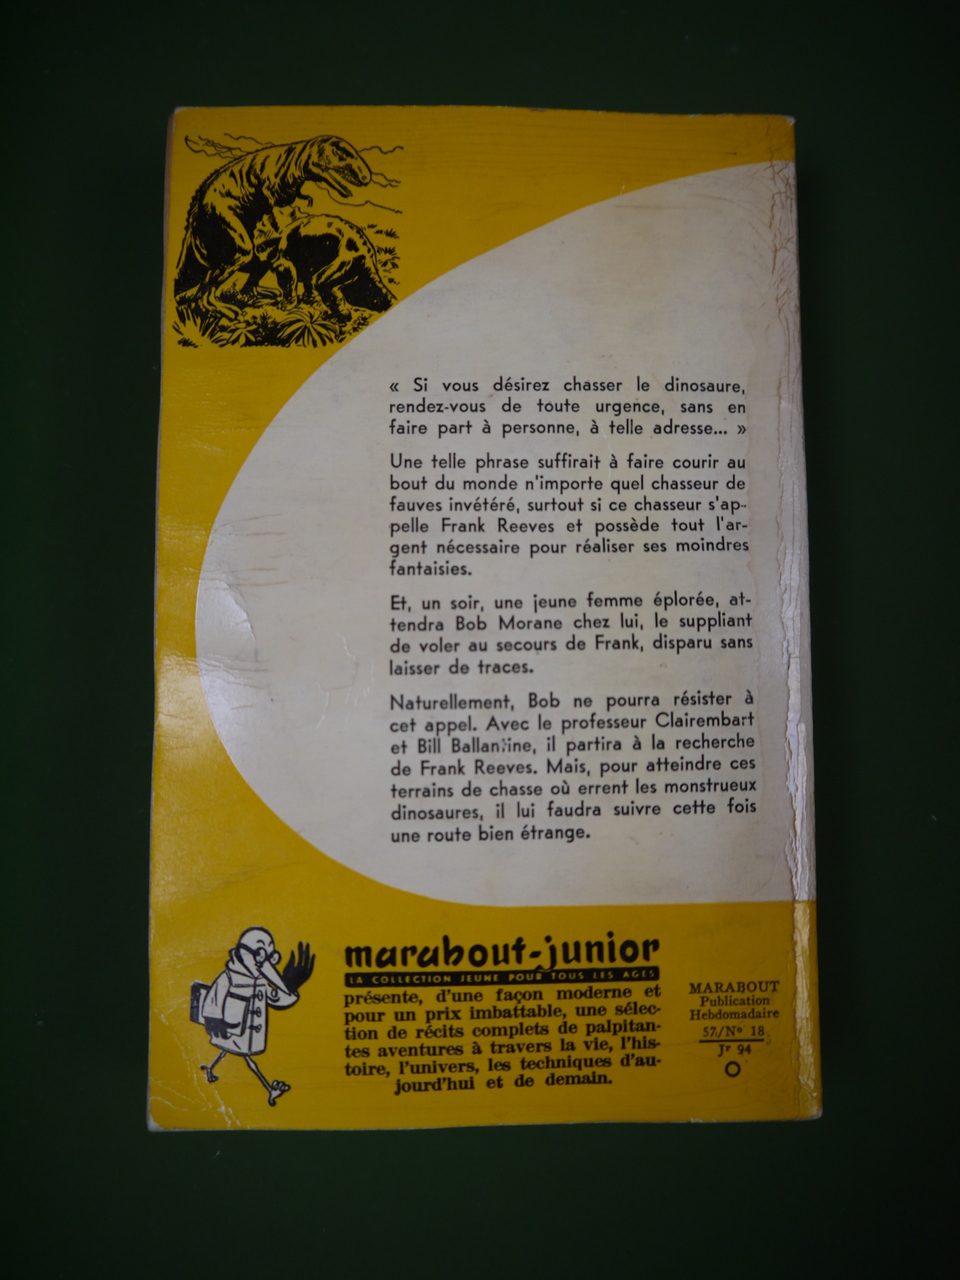 « Si vous désirez chasser le dinosaure,
rendez-vous de toute urgence, sans en
faire part à personne, à telle adresse... »
Une telle phrase suffirait à faire courir au
bout du monde n'importe quel chasseur de
fauves invétéré, surtout si ce chasseur s'ap-
pelle Frank Reeves et possède tout l'ar-
gent nécessaire pour réaliser ses moindres
fantaisies.
Et, un soir, une jeune femme éplorée, at-
tendra Bob Morane chez lui, le suppliant
de voler au secours de Frank, disparu sans
laisser de traces.
Naturellement, Bob ne pourra résister à
cet appel. Avec le professeur Clairembart
et Bill Ballantine, il partira à la recherche
de Frank Reeves. Mais, pour atteindre ces
terrains de chasse où errent les monstrueux
dinosaures, il lui faudra suivre cette fois
une route bien étrange.
marabout-junior
LA COLLECTION JEUNE POUR TOUS LES AGES
présente, d'une façon moderne et
pour un prix imbattable, une sélec-
tion de récits complets de palpitan-
tes aventures à travers la vie, l'his-
toire, l'univers, les techniques d'au-
jourd'hui et de demain.
MARABOUT
Publication
Hebdomadaire
57/N° 18
Jr 94